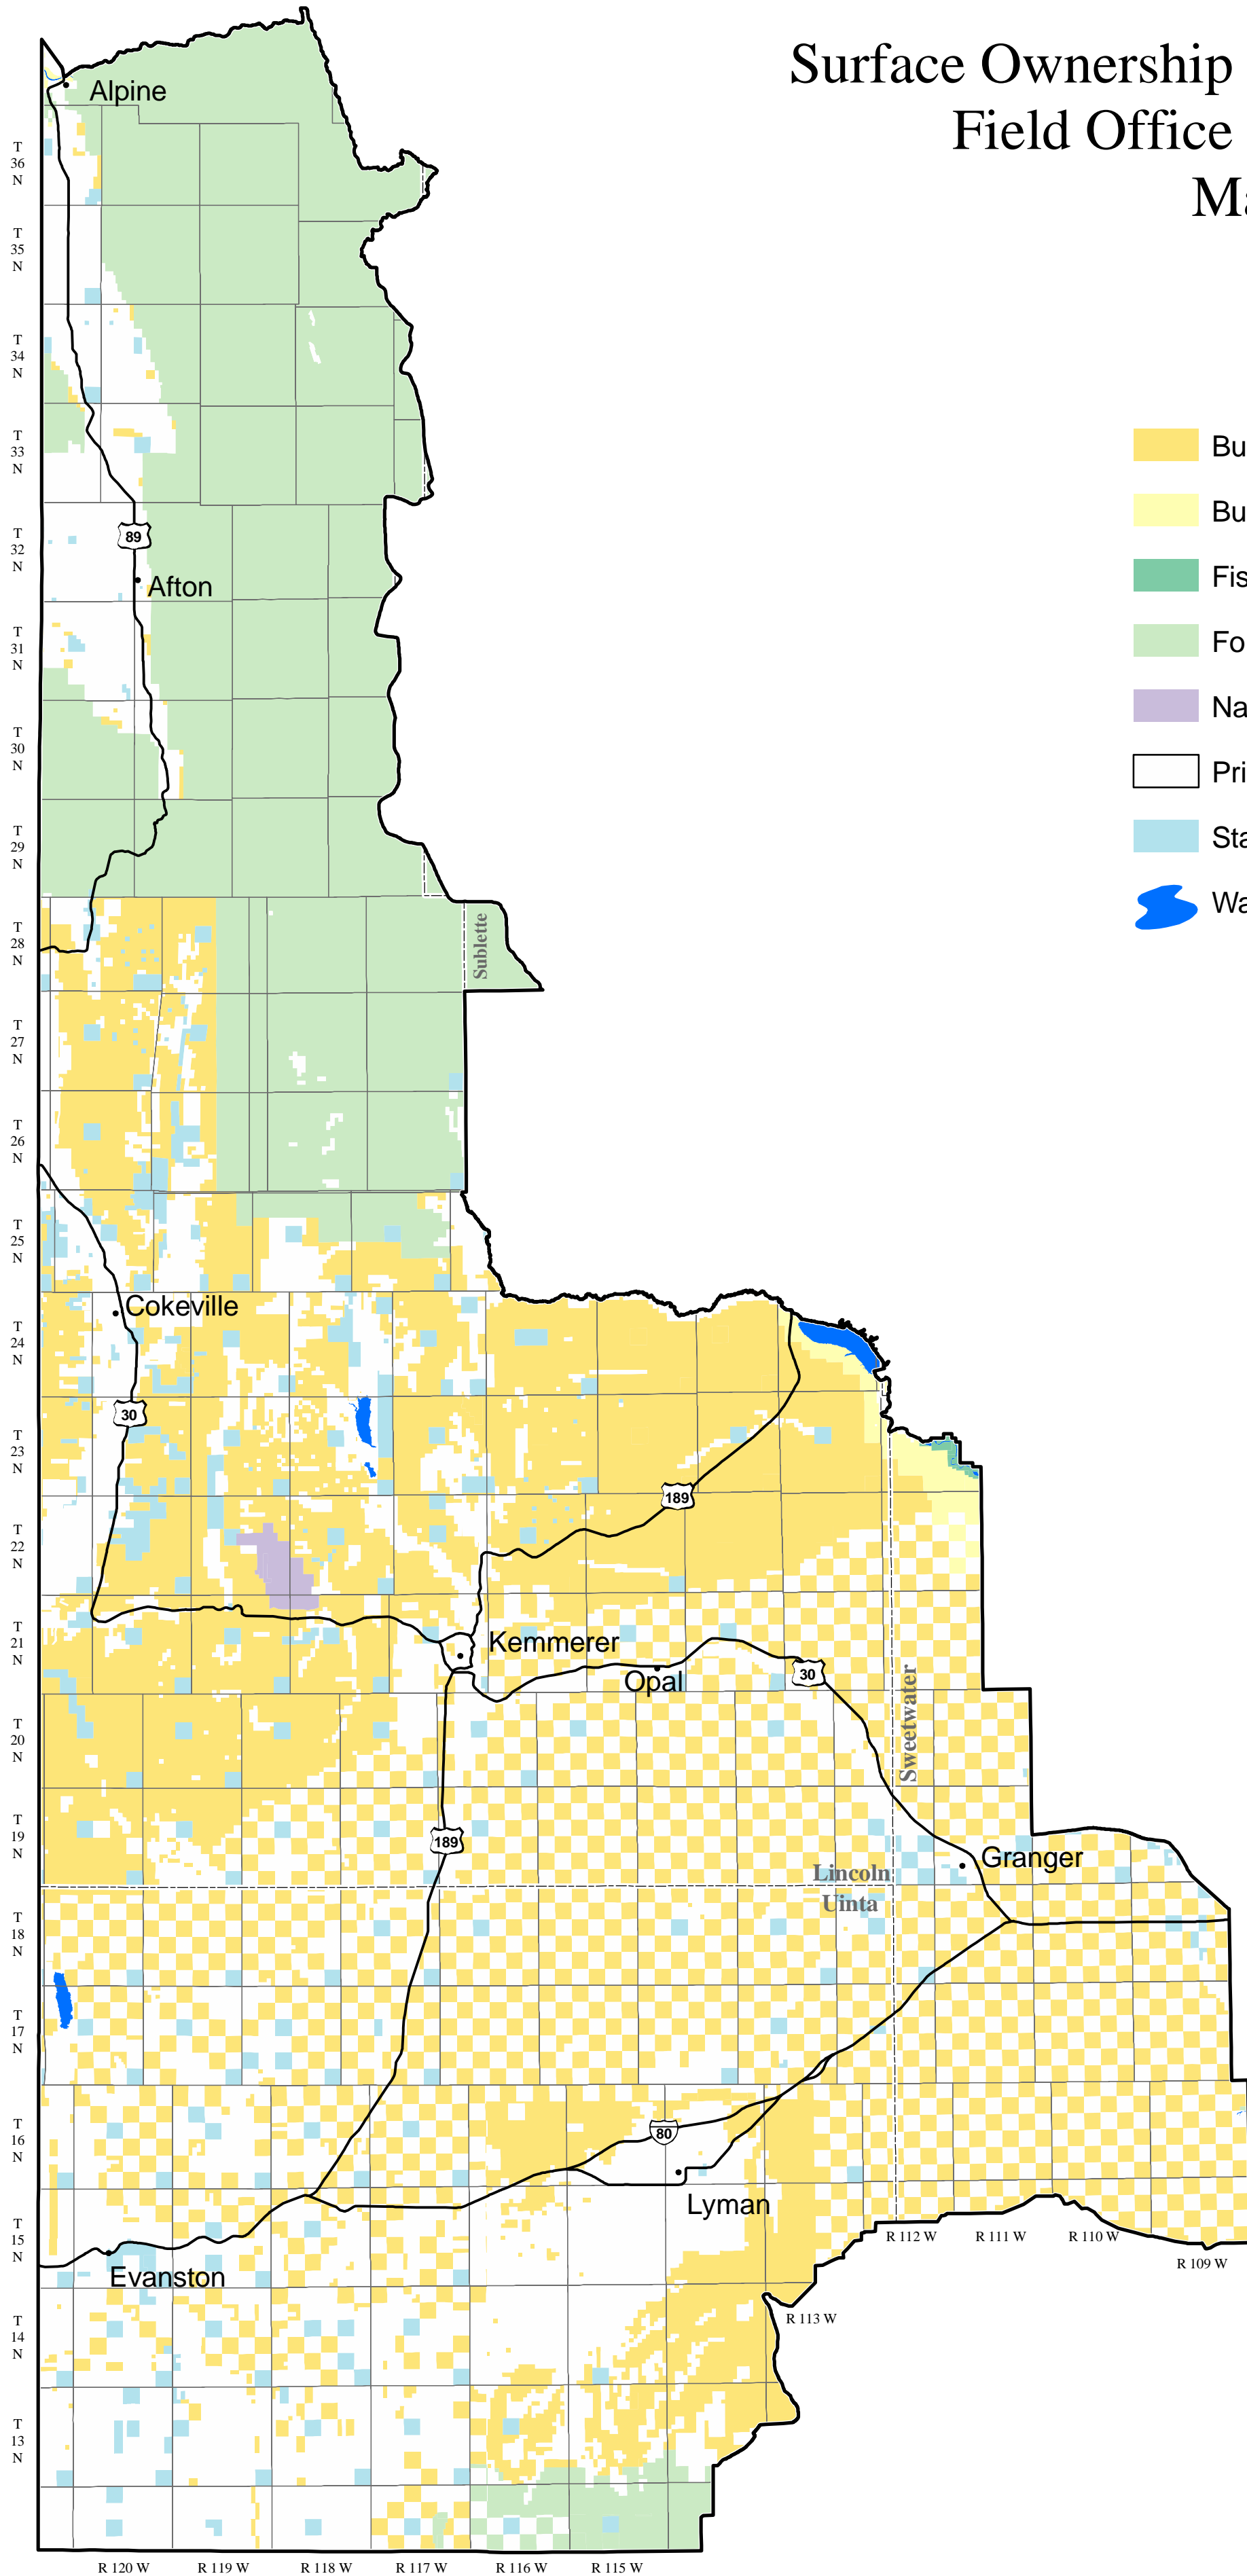 Surface Ownership
Field Office
Alpine
T
36
N
T
35
N
T
34
N
T
33
N
T
32
N
T
31
N
T
30
N
T
29
N
T
28
N
T
27
N
T
26
N
T
25
N
T
24
N
T
23
N
T
22
N
T
21
N
T
20
N
T
19
N
T
18
N
T
17
N
T
16
N
T
15
N
T
14
N
T
13
N
89
Afton
Sublette
Cokeville
30
189
Kemmerer
Opal
30
Sweetwater
189
Granger
Lincoln
Uinta
80
Lyman
Evanston
R 112 W
R 111 W
R 110 W
R 109 W
R 113 W
R 120 W
R 119 W
R 118 W
R 117 W
R 116 W
R 115 W